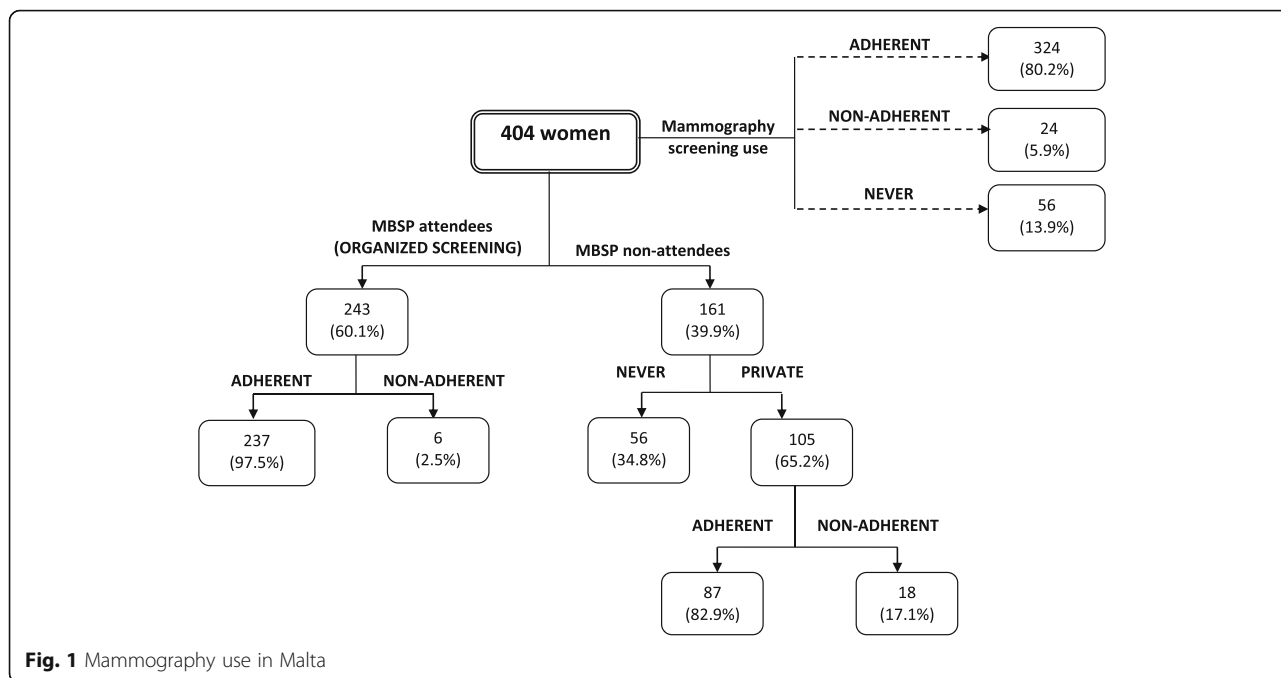 ADHERENT
324
(80.2%)
404 women
Mammography
screening use
NON-ADHERENT
24
(5.9%)
NEVER
56
(13.9%)
MBSP attendees
(ORGANIZED SCREENING)
MBSP non-attendees
243
(60.1%)
161
(39.9%)
ADHERENT
NON-ADHERENT
NEVER
PRIVATE
237
(97.5%)
6
(2.5%)
56
(34.8%)
105
(65.2%)
ADHERENT
NON-ADHERENT
87
(82.9%)
18
(17.1%)
Fig. 1 Mammography use in Malta